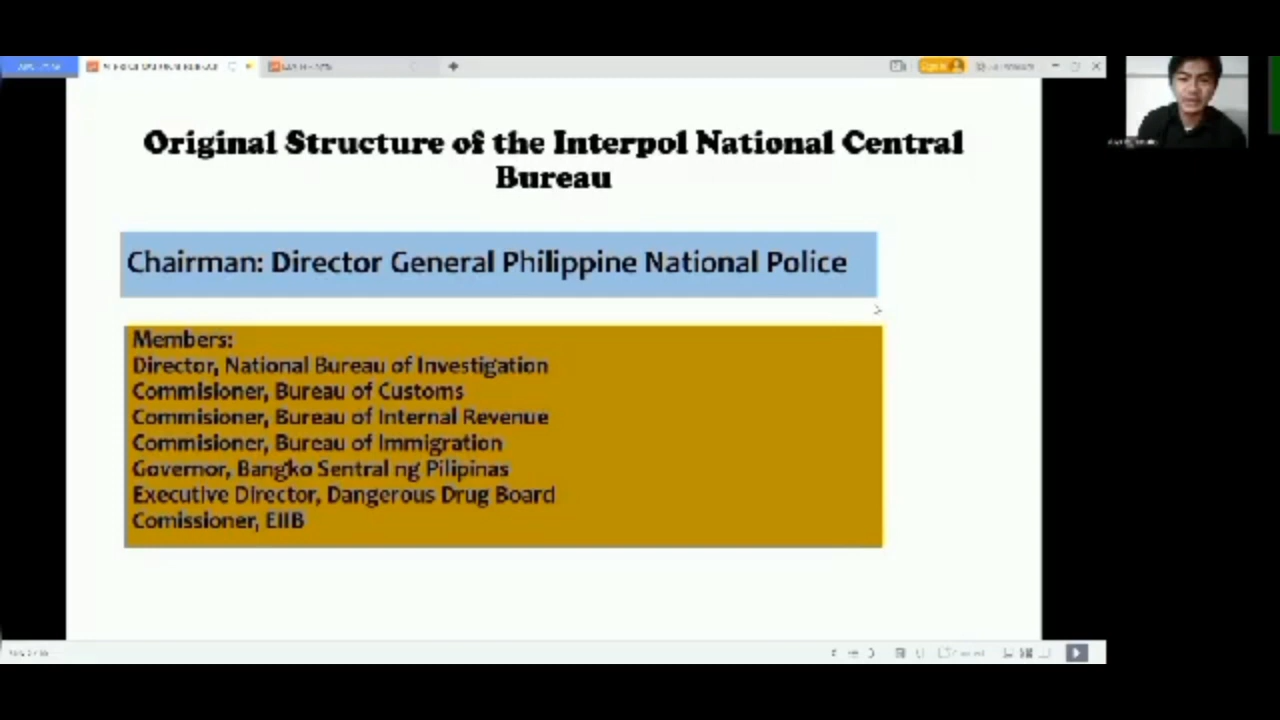 Original Structure of the Interpol National Central
Bureau
Chairman: Director General Philippine National Police
Members:
Director, National Bureau of Investigation
Commisioner, Bureau of Customs
Commisioner, Bureau of Internal Revenue
Commisioner, Bureau of Immigration
Governor, Bangko Sentral ng Pilipinas
Executive Director, Dangerous Drug Board
Comissioner, EIIB